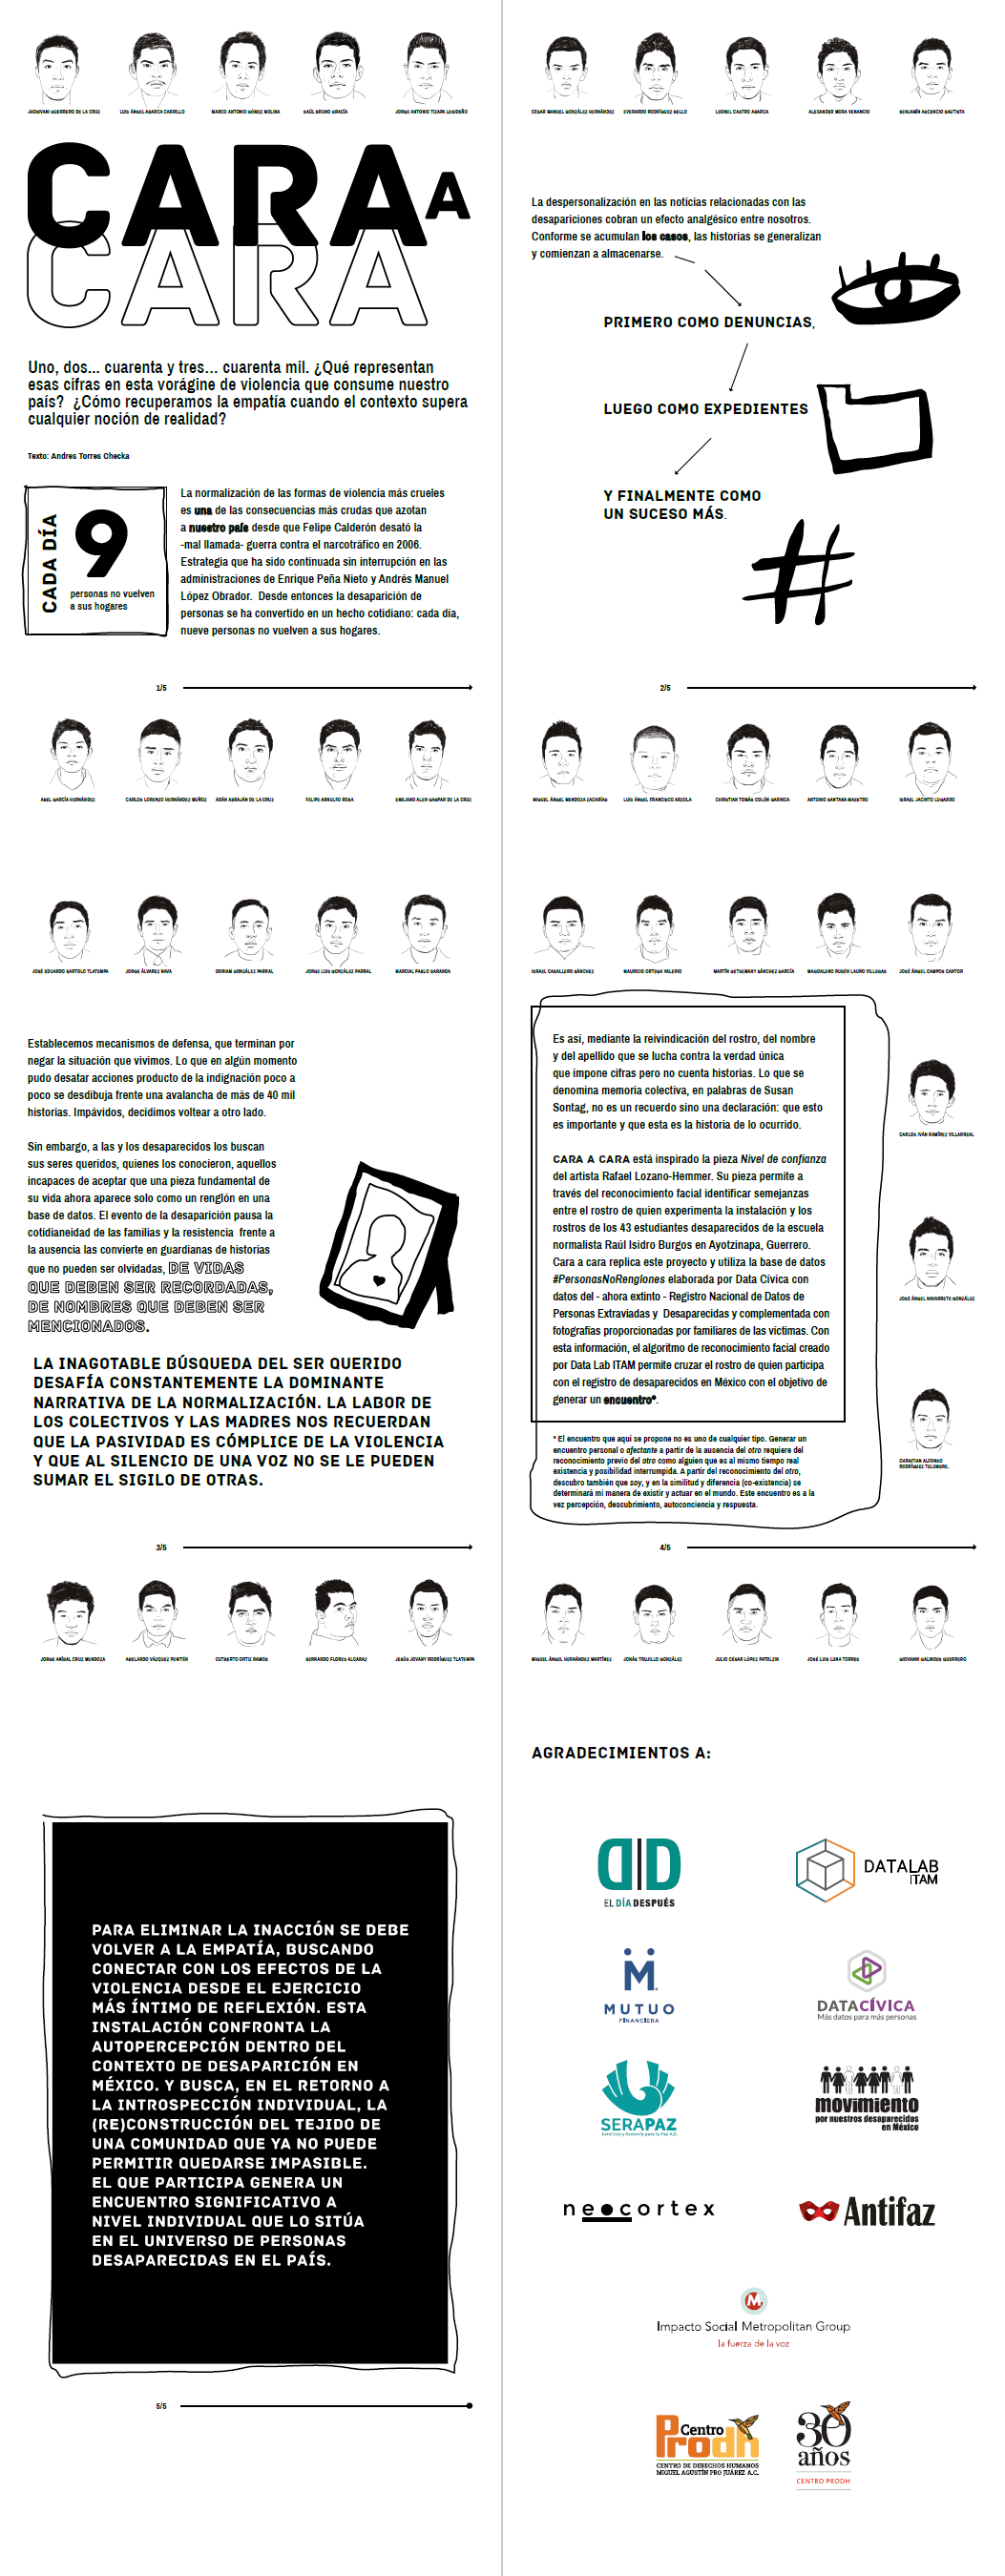 JHOSIVANI GUERRERO DE LA CRUZ
LUIS ÁNGEL ABARCA CARRILLO
MARCO ANTONIO GÓMEZ MOLINA
SAÚL BRUNO GARCÍA
JORGE ANTONIO TIZAPA LEGIDEÑO
CARA A
CARA
Uno, dos... cuarenta y tres... cuarenta mil. ¿Qué representan
esas cifras en esta vorágine de violencia que consume nuestro
país? ¿Cómo recuperamos la empatía cuando el contexto supera
cualquier noción de realidad?
Texto: Andres Torres Checka
CADA DÍA
9
personas no vuelven
a sus hogares
La normalización de las formas de violencia más crueles
es una de las consecuencias más crudas que azotan
a nuestro país desde que Felipe Calderón desató la
-mal llamada- guerra contra el narcotráfico en 2006.
Estrategia que ha sido continuada sin interrupción en las
administraciones de Enrique Peña Nieto y Andrés Manuel
López Obrador. Desde entonces la desaparición de
personas se ha convertido en un hecho cotidiano: cada día,
nueve personas no vuelven a sus hogares.
1/5
CÉSAR MANUEL GONZÁLEZ HERNÁNDEZ
EVERARDO RODRÍGUEZ BELLO
LEONEL CASTRO ABARCA
ALEXANDER MORA VENANCIO
BENJAMÍN ASCENCIO BAUTISTA
La despersonalización en las noticias relacionadas con las
desapariciones cobran un efecto analgésico entre nosotros.
Conforme se acumulan los casos, las historias se generalizan
y comienzan a almacenarse.
PRIMERO COMO DENUNCIAS,
LUEGO COMO EXPEDIENTES
Y FINALMENTE COMO
UN SUCESO MÁS.
#
2/5
ABEL GARCÍA HERNÁNDEZ
CARLOS LORENZO HERNÁNDEZ MUÑOZ
ADÁN ABRAJÁN DE LA CRUZ
FELIPE ARNULFO ROSA
EMILIANO ALEN GASPAR DE LA CRUZ
JOSÉ EDUARDO BARTOLO TLATEMPA
JORGE ÁLVAREZ NAVA
DORIAM GONZÁLEZ PARRAL
JORGE LUIS GONZÁLEZ PARRAL
MARCIAL PABLO BARANDA
Establecemos mecanismos de defensa, que terminan por
negar la situación que vivimos. Lo que en algún momento
pudo desatar acciones producto de la indignación poco a
poco se desdibuja frente una avalancha de más de 40 mil
historias. Impávidos, decidimos voltear a otro lado.
Sin embargo, a las y los desaparecidos los buscan
sus seres queridos, quienes los conocieron, aquellos
incapaces de aceptar que una pieza fundamental de
su vida ahora aparece solo como un renglón en una
base de datos. El evento de la desaparición pausa la
cotidianeidad de las familias y la resistencia frente a
la ausencia las convierte en guardianas de historias
que no pueden ser olvidadas, DE VIDAS
QUE DEBEN SER RECORDADAS,
DE NOMBRES QUE DEBEN SER
MENCIONADOS.
LA INAGOTABLE BÚSQUEDA DEL SER QUERIDO
DESAFÍA CONSTANTEMENTE LA DOMINANTE
NARRATIVA DE LA NORMALIZACIÓN. LA LABOR DE
LOS COLECTIVOS Y LAS MADRES NOS RECUERDAN
QUE LA PASIVIDAD ES CÓMPLICE DE LA VIOLENCIA
Y QUE AL SILENCIO DE UNA VOZ NO SE LE PUEDEN
SUMAR EL SIGILO DE OTRAS.
3/5
MIGUEL ÁNGEL MENDOZA ZACARÍAS
LUIS ÁNGEL FRANCISCO ARZOLA
CHRISTIAN TOMÁS COLÓN GARNICA
ANTONIO SANTANA MAESTRO
ISRAEL JACINTO LUGARDO
ISRAEL CABALLERO SÁNCHEZ
MAURICIO ORTEGA VALERIO
MARTÍN GETSEMANY SÁNCHEZ GARCÍA
MAGDALENO RUBÉN LAURO VILLEGAS
JOSÉ ÁNGEL CAMPOS CANTOR
Es así, mediante la reivindicación del rostro, del nombre
y del apellido que se lucha contra la verdad única
que impone cifras pero no cuenta historias. Lo que se
denomina memoria colectiva, en palabras de Susan
Sontag, no es un recuerdo sino una declaración: que esto
es importante y que esta es la historia de lo ocurrido.
CARA A CARA está inspirado la pieza Nivel de confianza
del artista Rafael Lozano-Hemmer. Su pieza permite a
través del reconocimiento facial identificar semejanzas
entre el rostro de quien experimenta la instalación y los
rostros de los 43 estudiantes desaparecidos de la escuela
normalista Raúl Isidro Burgos en Ayotzinapa, Guerrero.
Cara a cara replica este proyecto y utiliza la base de datos
#PersonasNoRenglones elaborada por Data Cívica con
datos del - ahora extinto - Registro Nacional de Datos de
Personas Extraviadas y Desaparecidas y complementada con
fotografías proporcionadas por familiares de las víctimas. Con
esta información, el algoritmo de reconocimiento facial creado
por Data Lab ITAM permite cruzar el rostro de quien participa
con el registro de desaparecidos en México con el objetivo de
generar un encuentro*.
* El encuentro que aquí se propone no es uno de cualquier tipo. Generar un
encuentro personal o afectante a partir de la ausencia del otro requiere del
reconocimiento previo del otro como alguien que es al mismo tiempo real
existencia y posibilidad interrumpida. A partir del reconocimiento del otro,
descubro también que soy, y en la similitud y diferencia (co-existencia) se
determinará mi manera de existir y actuar en el mundo. Este encuentro es a la
vez percepción, descubrimiento, autoconciencia y respuesta.
CARLOS IVÁN RAMÍREZ VILLARREAL
JOSÉ ÁNGEL NAVARRETE GONZÁLEZ
CHRISTIAN ALFONSO
RODRÍGUEZ TELUMBRE.
4/5
JORGE ANÍBAL CRUZ MENDOZA
ABELARDO VÁZQUEZ PENITÉN
CUTBERTO ORTIZ RAMOS
BERNARDO FLORES ALCARAZ
JESÚS JOVANY RODRÍGUEZ TLATEMPA
PARA ELIMINAR LA INACCIÓN SE DEBE
VOLVER A LA EMPATÍA, BUSCANDO
CONECTAR CON LOS EFECTOS DE LA
VIOLENCIA DESDE EL EJERCICIO
MÁS ÍNTIMO DE REFLEXIÓN. ESTA
INSTALACIÓN CONFRONTA LA
AUTOPERCEPCIÓN DENTRO DEL
CONTEXTO DE DESAPARICIÓN EN
MÉXICO. Y BUSCA, EN EL RETORNO A
LA INTROSPECCIÓN INDIVIDUAL, LA
(RE)CONSTRUCCIÓN DEL TEJIDO DE
UNA COMUNIDAD QUE YA NO PUEDE
PERMITIR QUEDARSE IMPASIBLE.
EL QUE PARTICIPA GENERA UN
ENCUENTRO SIGNIFICATIVO A
NIVEL INDIVIDUAL QUE LO SITÚA
EN EL UNIVERSO DE PERSONAS
DESAPARECIDAS EN EL PAÍS.
5/5
MIGUEL ÁNGEL HERNÁNDEZ MARTÍNEZ
JONÁS TRUJILLO GONZÁLEZ
JULIO CÉSAR LÓPEZ PATOLZIN
JOSÉ LUIS LUNA TORRES
GIOVANNI GALINDES GUERRERO
AGRADECIMIENTOS A:
EL DÍA DESPUÉS
DATALAB
ITAM
M
MUTUO
FINANCIERA
DATACÍVICA
Más datos para más personas
SERAPAZ
Servicios y Asesoría para la Paz A.C.
movimiento
por nuestros desaparecidos
en México
neocortex
Antifaz
M
Impacto Social Metropolitan Group
la fuerza de la voz
Centro
Prodh
CENTRO DE DERECHOS HUMANOS
MIGUEL AGUSTÍN PRO JUÁREZ A.C.
30
años
CENTRO PRODH